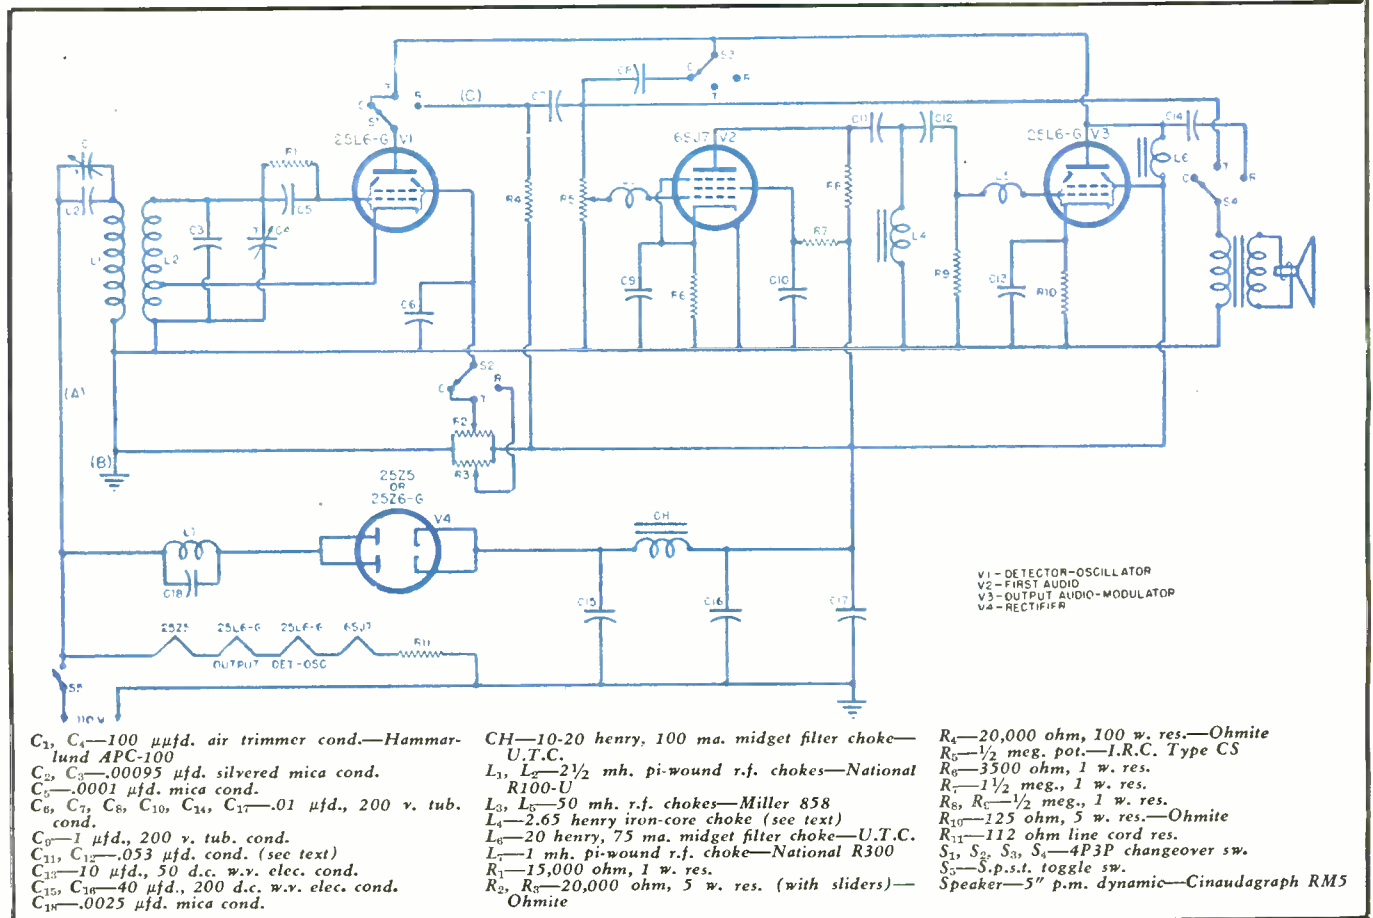 S3
C8
C
R
T
T
(C)
C7
C
R
S1
25L6-G V1
6SJ7 V2
C11
C12
25L6-G V3
C14
L6
C
R1
T
R
C
S4
C2
C5
R4
R5
L3
R8
L5
C3
C4
R7
L4
L1
L2
R9
C9
R6
C10
C13
R10
C6
S2
C
R
T
(A)
R2
(B)
R3
25Z5
OR
25Z6-G
V4
CH
L7
C18
C15
C16
C17
V1-DETECTOR-OSCILLATOR
V2-FIRST AUDIO
V3-OUTPUT AUDIO-MODULATOR
V4-RECTIFIER
25Z5 25L6-G 25L6-G 6SJ7
R11
OUTPUT DET-OSC
S5
110 V.
C₁, C₄—100 μμfd. air trimmer cond.—Hammar-
lund APC-100
C₂, C₃—.00095 μfd. silvered mica cond.
C₅—.0001 μfd. mica cond.
C₆, C₇, C₈, C₁₀, C₁₄, C₁₇—.01 μfd., 200 v. tub.
cond.
C₉—1 μfd., 200 v. tub. cond.
C₁₁, C₁₂—.053 μfd. cond. (see text)
C₁₃—10 μfd., 50 d.c. w.v. elec. cond.
C₁₅, C₁₆—40 μfd., 200 d.c. w.v. elec. cond.
C₁₈—.0025 μfd. mica cond.
CH—10-20 henry, 100 ma. midget filter choke—
U.T.C.
L₁, L₂—2½ mh. pi-wound r.f. chokes—National
R100-U
L₃, L₅—50 mh. r.f. chokes—Miller 858
L₄—2.65 henry iron-core choke (see text)
L₆—20 henry, 75 ma. midget filter choke—U.T.C.
L₇—1 mh. pi-wound r.f. choke—National R300
R₁—15,000 ohm, 1 w. res.
R₂, R₃—20,000 ohm, 5 w. res. (with sliders)—
Ohmite
R₄—20,000 ohm, 100 w. res.—Ohmite
R₅—½ meg. pot.—I.R.C. Type CS
R₆—3500 ohm, 1 w. res.
R₇—1½ meg., 1 w. res.
R₈, R₉—½ meg., 1 w. res.
R₁₀—125 ohm, 5 w. res.—Ohmite
R₁₁—112 ohm line cord res.
S₁, S₂, S₃, S₄—4P3P changeover sw.
S₅—S.p.s.t. toggle sw.
Speaker—5" p.m. dynamic—Cinaudagraph RM5